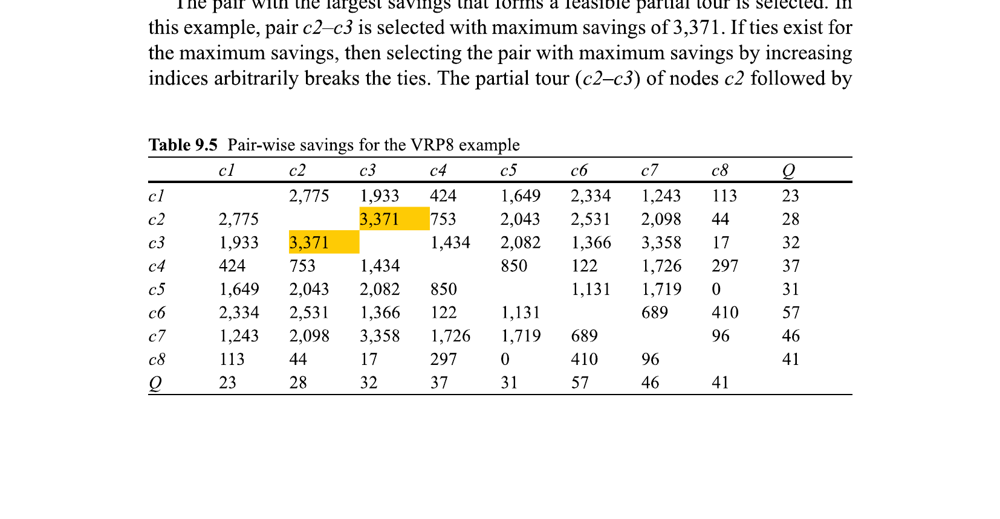 The pair with the largest savings that forms a feasible partial tour is selected. In
this example, pair c2–c3 is selected with maximum savings of 3,371. If ties exist for
the maximum savings, then selecting the pair with maximum savings by increasing
indices arbitrarily breaks the ties. The partial tour (c2–c3) of nodes c2 followed by
Table 9.5 Pair-wise savings for the VRP8 example
c1 c2 c3 c4 c5 c6 c7 c8 Q
c1 2,775 1,933 424 1,649 2,334 1,243 113 23
c2 2,775 3,371 753 2,043 2,531 2,098 44 28
c3 1,933 3,371 1,434 2,082 1,366 3,358 17 32
c4 424 753 1,434 850 122 1,726 297 37
c5 1,649 2,043 2,082 850 1,131 1,719 0 31
c6 2,334 2,531 1,366 122 1,131 689 410 57
c7 1,243 2,098 3,358 1,726 1,719 689 96 46
c8 113 44 17 297 0 410 96 41
Q 23 28 32 37 31 57 46 41